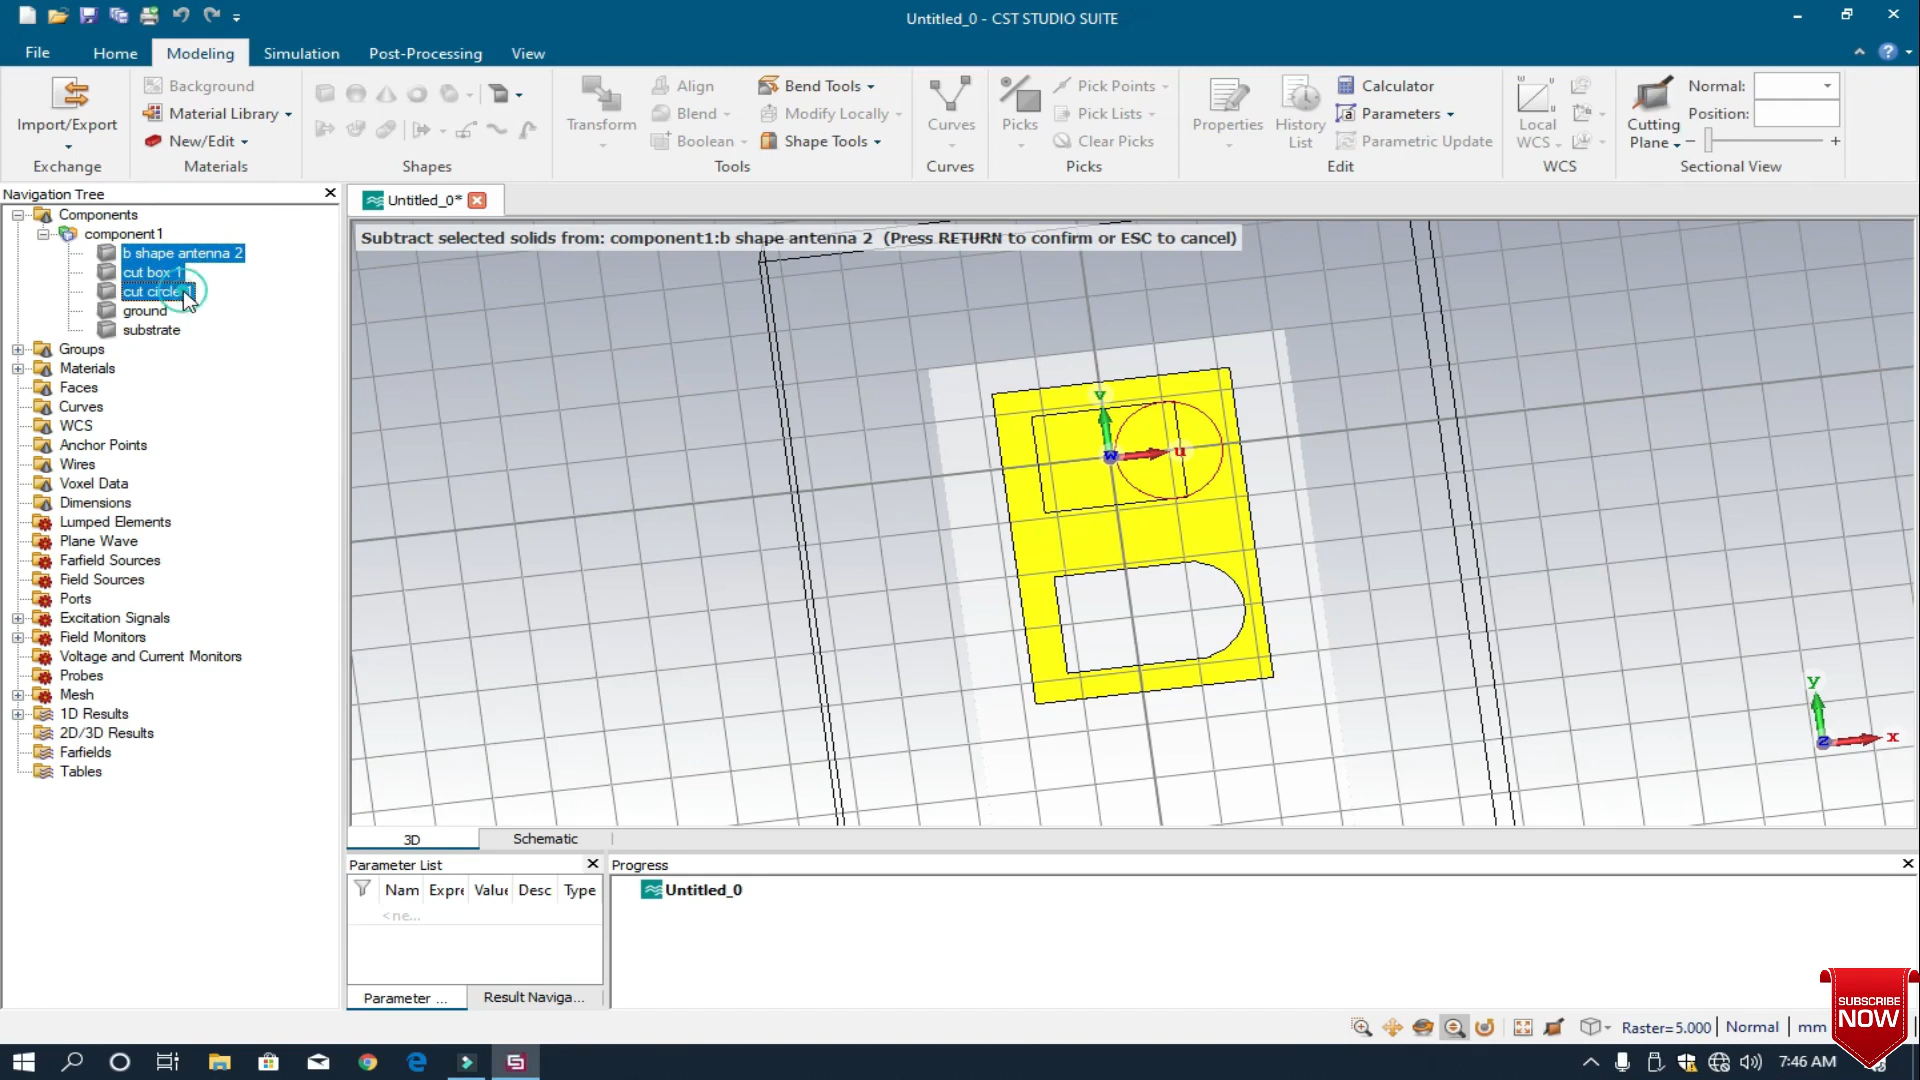 Untitled_0 - CST STUDIO SUITE
File Home Modeling Simulation Post-Processing View
Import/Export
Exchange
Background
Material Library
New/Edit
Materials
Shapes
Transform
Align
Blend
Boolean
Bend Tools
Modify Locally
Shape Tools
Tools
Curves
Curves
Picks
Pick Points
Pick Lists
Clear Picks
Picks
Properties
History
List
Calculator
Parameters
Parametric Update
Edit
Local
WCS
WCS
Cutting
Plane
Normal:
Position:
Sectional View
Navigation Tree
Components
component1
b shape antenna 2
cut box 1
cut circle 1
ground
substrate
Groups
Materials
Faces
Curves
WCS
Anchor Points
Wires
Voxel Data
Dimensions
Lumped Elements
Plane Wave
Farfield Sources
Field Sources
Ports
Excitation Signals
Field Monitors
Voltage and Current Monitors
Probes
Mesh
1D Results
2D/3D Results
Farfields
Tables
Untitled_0*
Subtract selected solids from: component1:b shape antenna 2 (Press RETURN to confirm or ESC to cancel)
v
w
u
y
z
x
3D Schematic
Parameter List
Nam Expre Value Desc Type
<ne...
Parameter ... Result Naviga...
Progress
Untitled_0
Raster=5.000 Normal mm
SUBSCRIBE
NOW
7:46 AM